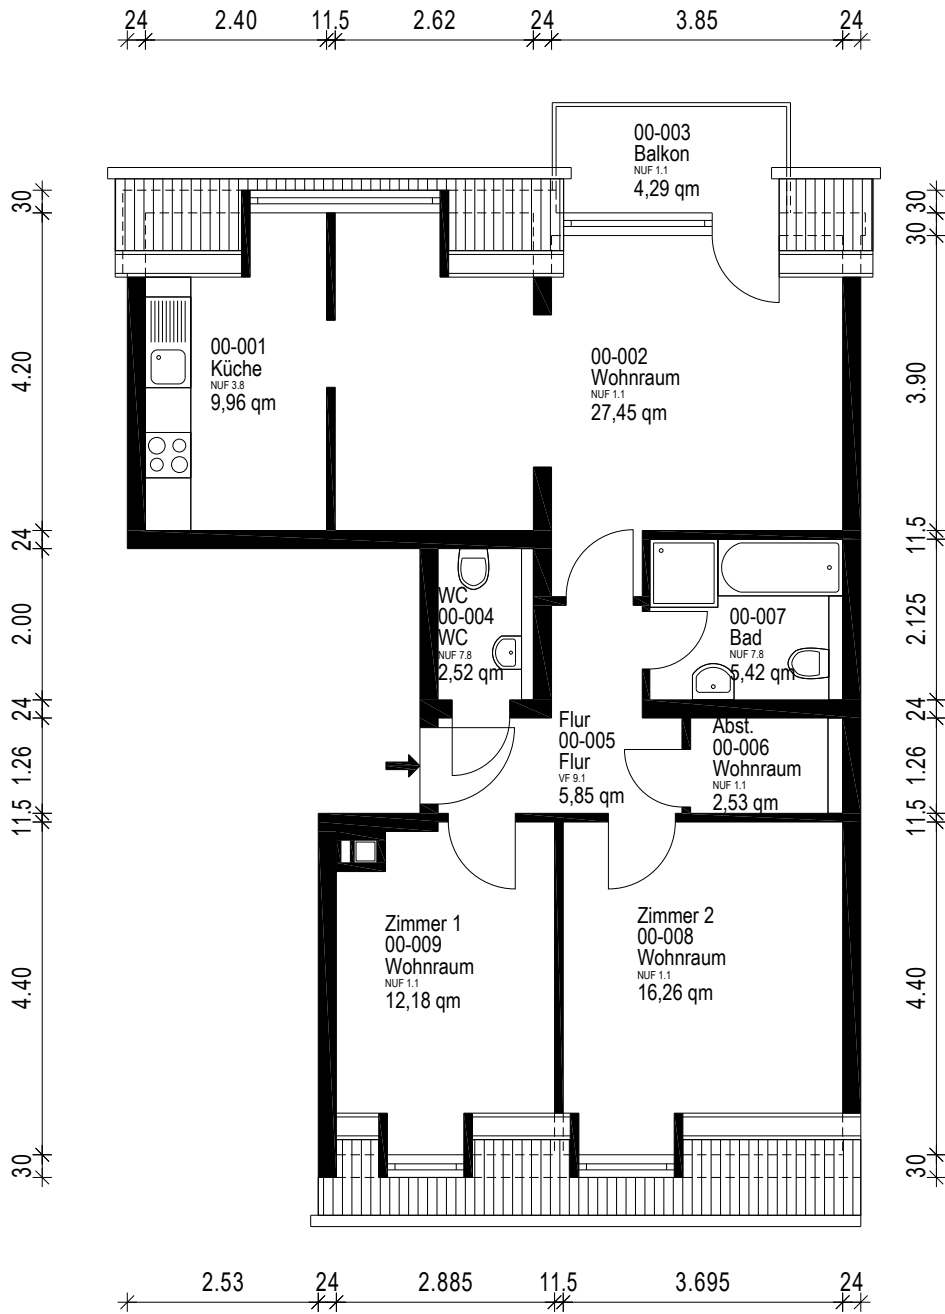 24 2.40 11.5 2.62 24 3.85 24
00-003
Balkon
NUF 1.1
4,29 qm
30
30
30
00-001
Küche
NUF 3.8
9,96 qm
00-002
Wohnraum
NUF 1.1
27,45 qm
4.20
3.90
24
11.5
WC
00-004
WC
NUF 7.8
2,52 qm
00-007
Bad
NUF 7.8
5,42 qm
2.00
2.125
24
24
Flur
00-005
Flur
VF 9.1
5,85 qm
Abst.
00-006
Wohnraum
NUF 1.1
2,53 qm
1.26
1.26
11.5
11.5
Zimmer 1
00-009
Wohnraum
NUF 1.1
12,18 qm
Zimmer 2
00-008
Wohnraum
NUF 1.1
16,26 qm
4.40
4.40
30
30
2.53 24 2.885 11.5 3.695 24